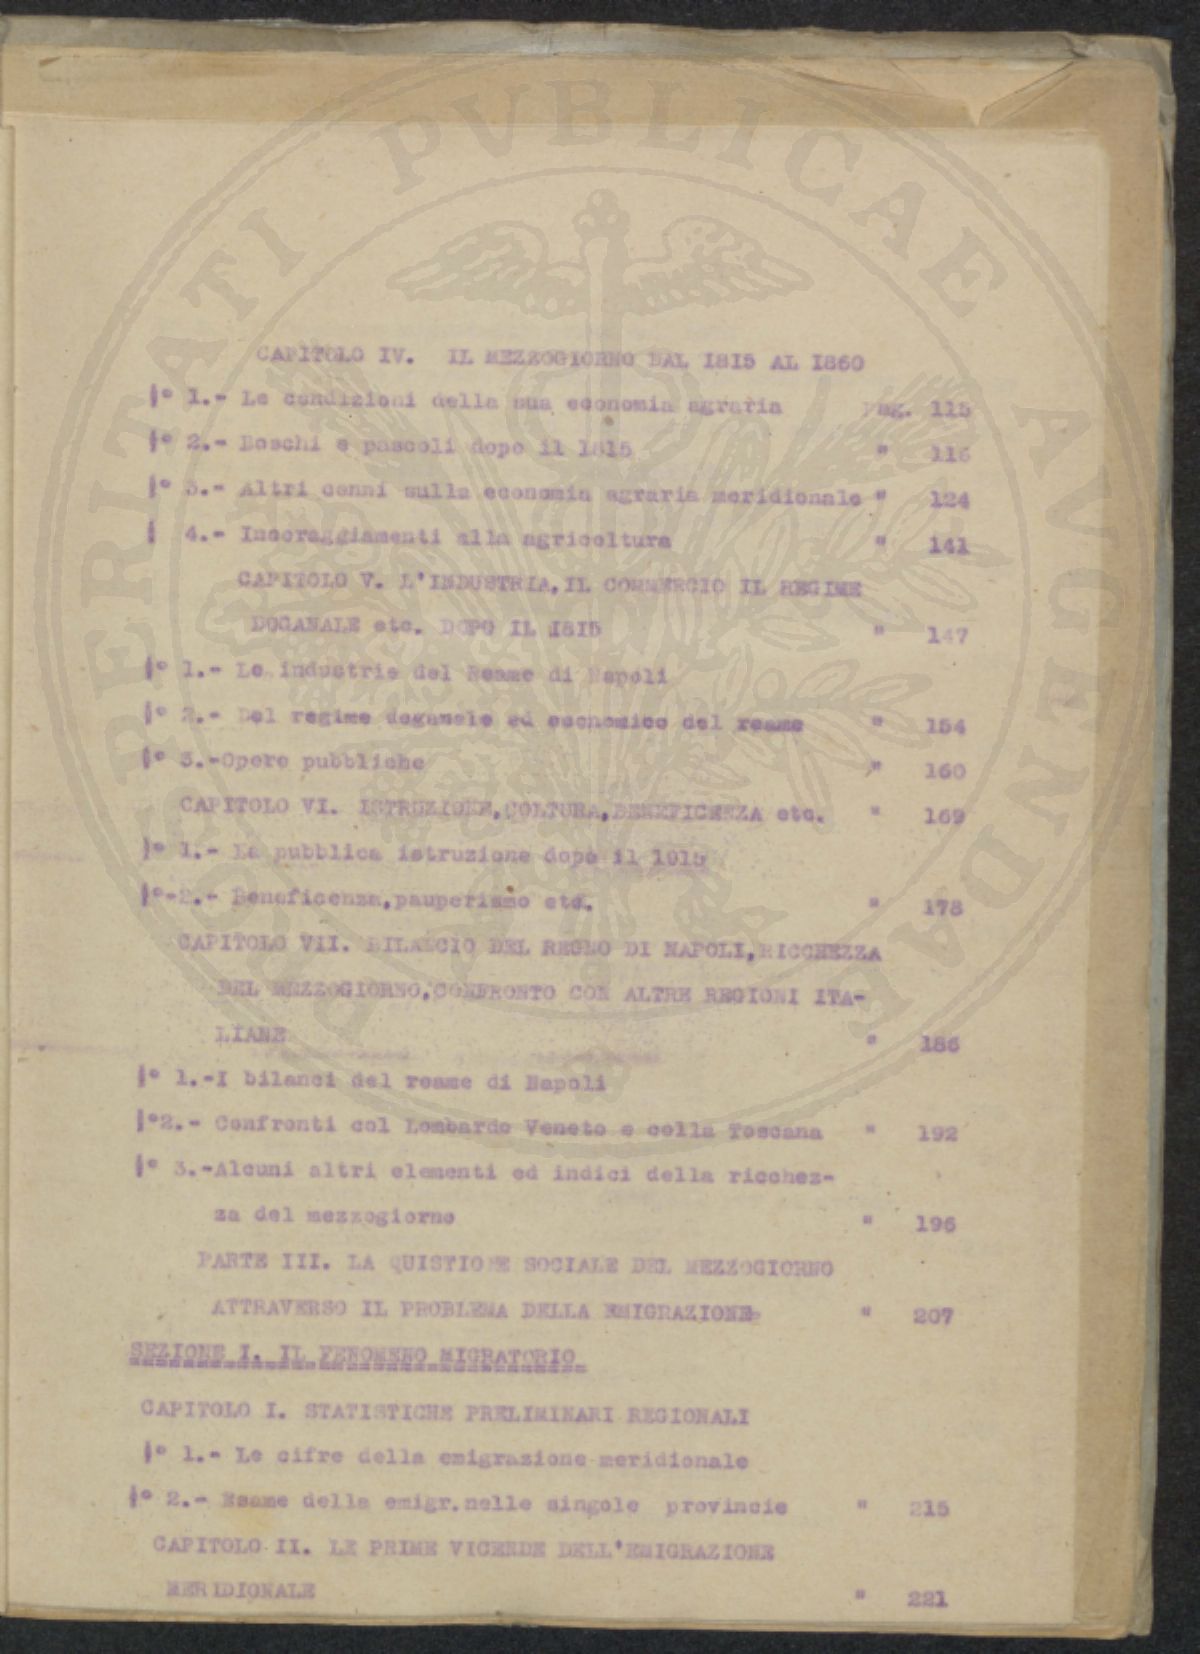 CAPITOLO IV. IL MEZZOGIORNO DAL 1815 AL 1860
|° 1.- Le condizioni della sua economia agraria pag. 115
|° 2.- Boschi e pascoli dopo il 1815 " 116
|° 3.- Altri cenni sulla economia agraria meridionale " 124
| 4.- Incoraggiamenti alla agricoltura " 141
CAPITOLO V. L'INDUSTRIA,IL COMMERCIO IL REGIME
DOGANALE etc. DOPO IL 1815 " 147
|° 1.- Le industrie del Reame di Napoli
|° 2.- Del regime doganale ed economico del reame " 154
|° 3.-Opere pubbliche " 160
CAPITOLO VI. ISTRUZIONE,COLTURA,BENEFICENZA etc. " 169
|° 1.- La pubblica istruzione dopo il 1815
|°-2.- Beneficenza,pauperismo etc. " 178
CAPITOLO VII. BILANCIO DEL REGNO DI NAPOLI,RICCHEZZA
DEL MEZZOGIORNO,CONFRONTO CON ALTRE REGIONI ITA-
LIANE " 186
|° 1.-I bilanci del reame di Napoli
|°2.- Confronti col Lombardo Veneto e colla Toscana " 192
|° 3.-Alcuni altri elementi ed indici della ricchez-
za del mezzogiorno " 196
PARTE III. LA QUISTIONE SOCIALE DEL MEZZOGIORNO
ATTRAVERSO IL PROBLEMA DELLA EMIGRAZIONE " 207
SEZIONE I. IL FENOMENO MIGRATORIO
CAPITOLO I. STATISTICHE PRELIMINARI REGIONALI
|° 1.- Le cifre della emigrazione meridionale
|° 2.- Esame della emigr.nelle singole provincie " 215
CAPITOLO II. LE PRIME VICENDE DELL'EMIGRAZIONE
MERIDIONALE " 221
PROSPERITATI PVBLICAE AVGENDAE